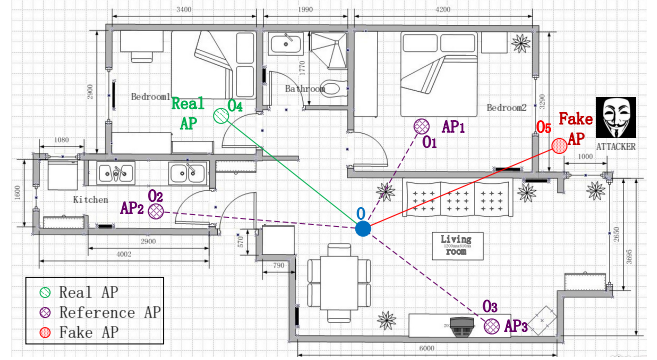 3400
1990
4200
2900
1770
3290
Bedroom1
Bathroom
Bedroom2
Real
AP
O4
AP1
O1
O5
Fake
AP
ATTACKER
1080
1000
1600
Kitchen
O2
AP2
O
Living
room
570
790
2900
4002
2650
3695
O3
AP3
6000
Real AP
Reference AP
Fake AP